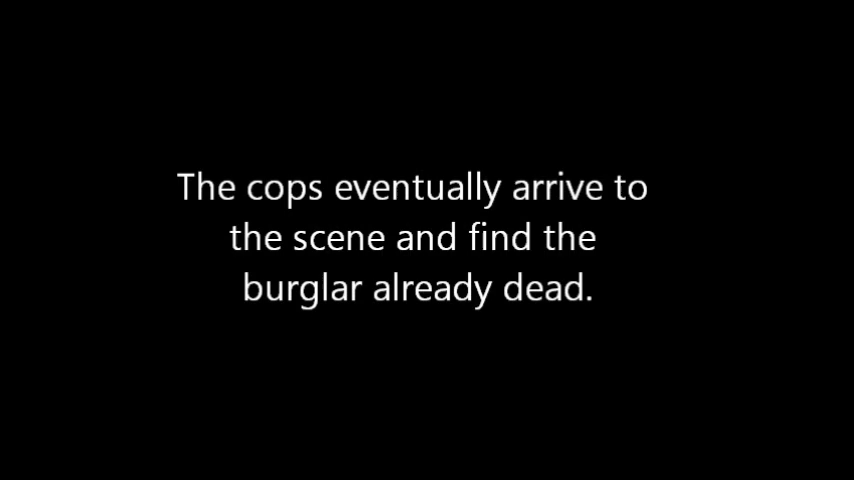 The cops eventually arrive to
the scene and find the
burglar already dead.